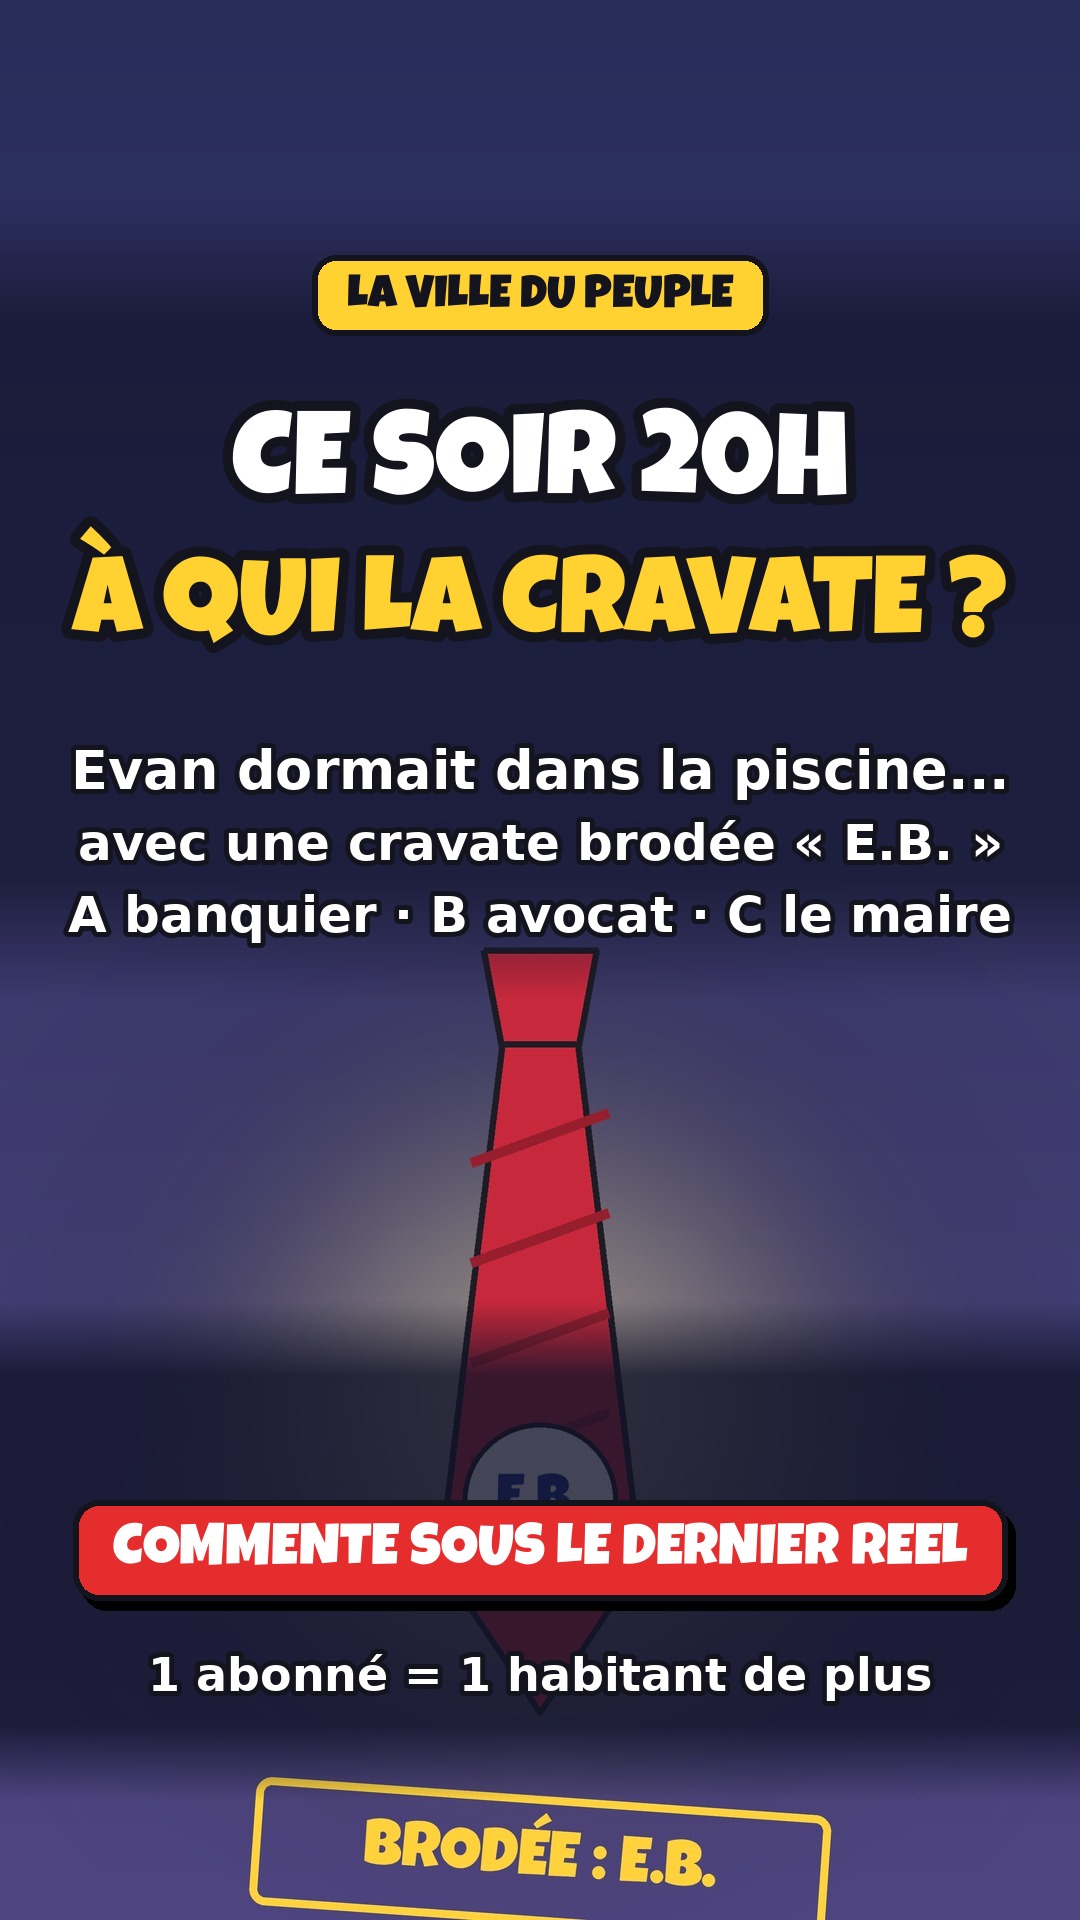 LA VILLE DU PEUPLE
CE SOIR 20H
À QUI LA CRAVATE ?
Evan dormait dans la piscine...
avec une cravate brodée « E.B. »
A banquier · B avocat · C le maire
E.B.
COMMENTE SOUS LE DERNIER REEL
1 abonné = 1 habitant de plus
BRODÉE : E.B.